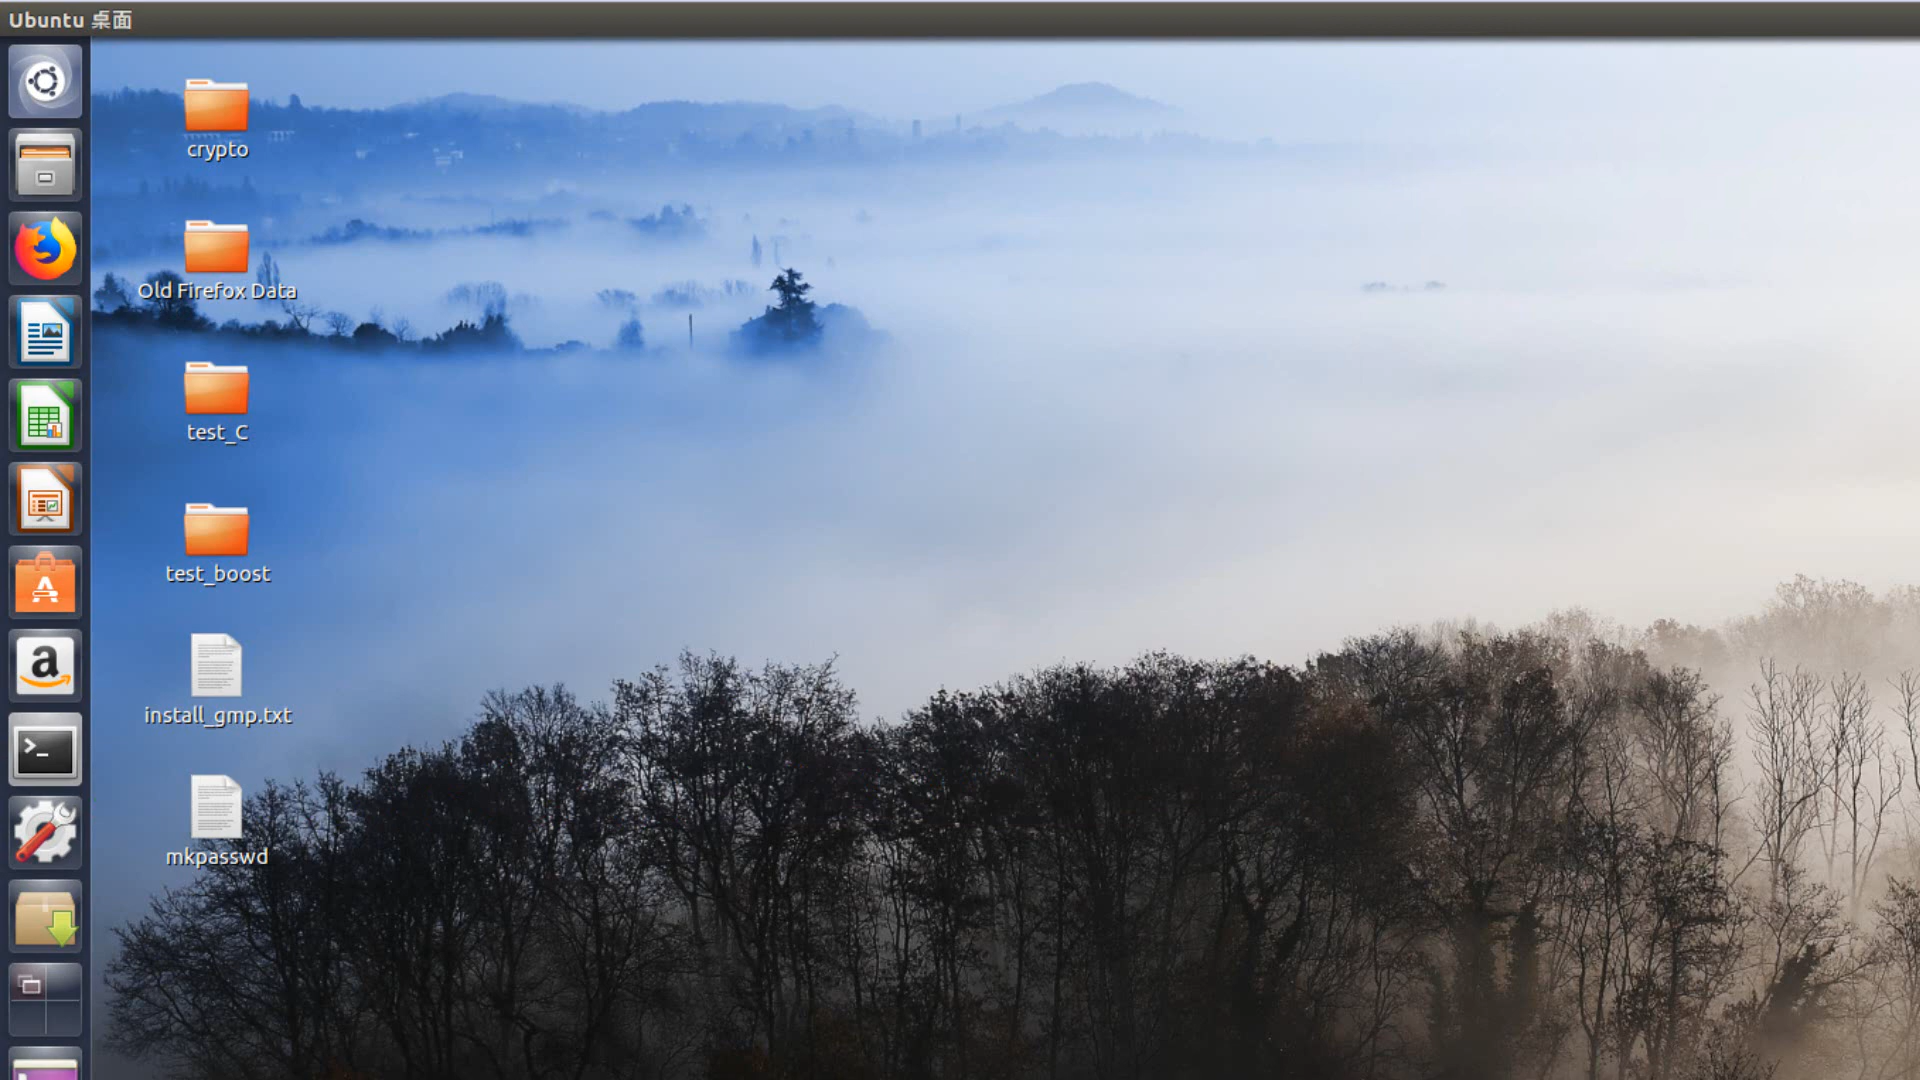 Ubuntu 桌面
crypto
Old Firefox Data
test_C
test_boost
install_gmp.txt
mkpasswd